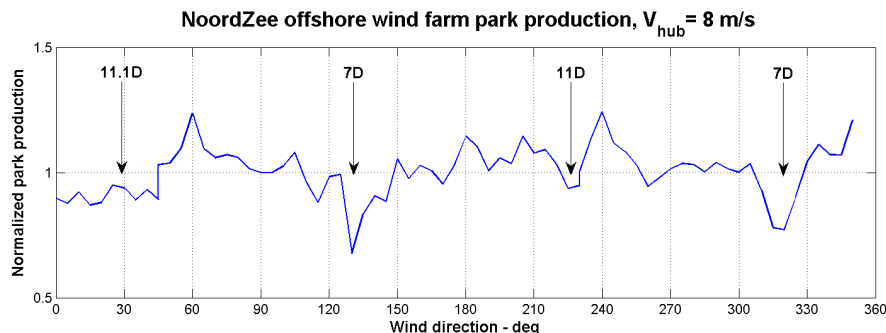 NoordZee offshore wind farm park production, Vhub= 8 m/s
1.5
11.1D 7D 11D 7D
1
0.5
Normalized park production
0 30 60 90 120 150 180 210 240 270 300 330 360
Wind direction - deg